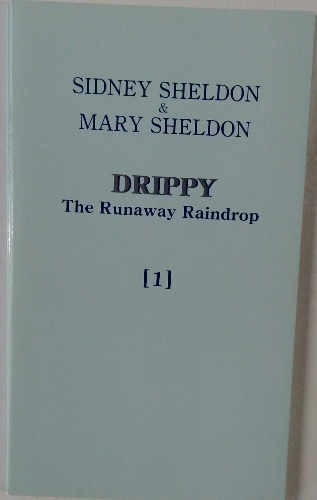 SIDNEY SHELDON
&
MARY SHELDON
DRIPPY
The Runaway Raindrop
[1]